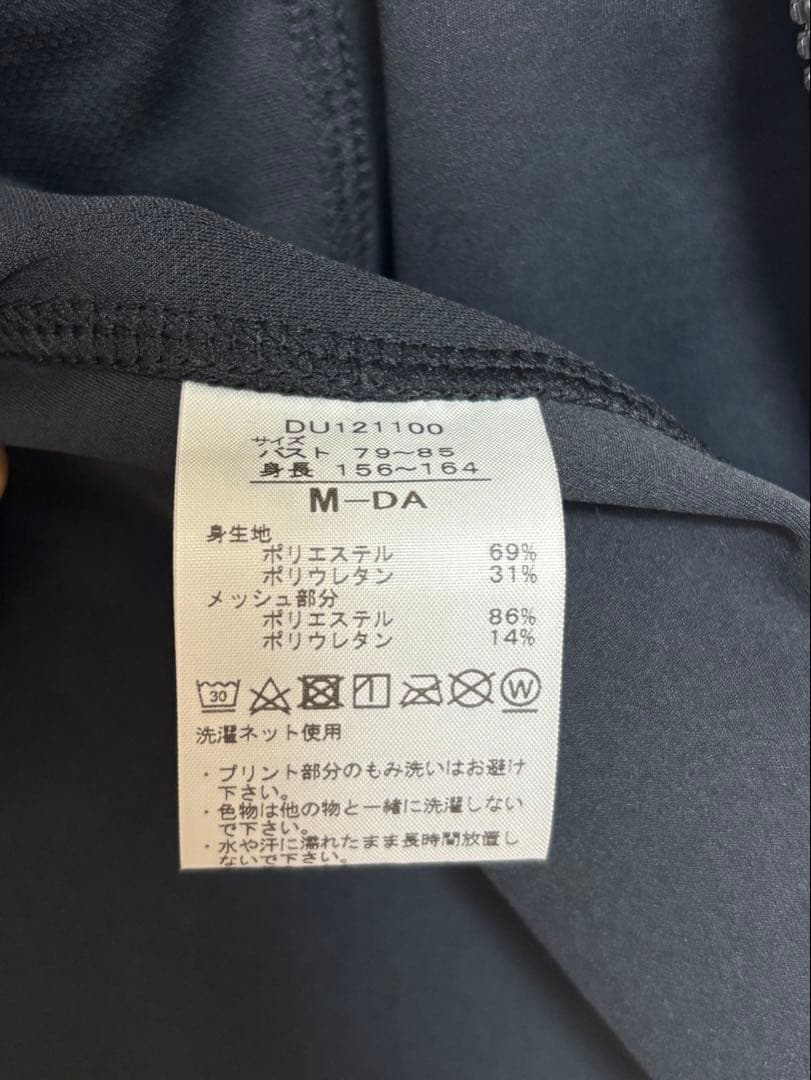 DU121100
サイズ
バスト 79〜85
身長 156〜164
M-DA
身生地
ポリエステル 69%
ポリウレタン 31%
メッシュ部分
ポリエステル 86%
ポリウレタン 14%
30 W
洗濯ネット使用
・プリント部分のもみ洗いはお避け
下さい。
・色物は他の物と一緒に洗濯しない
で下さい。
・水や汗に濡れたまま長時間放置し
ないで下さい。